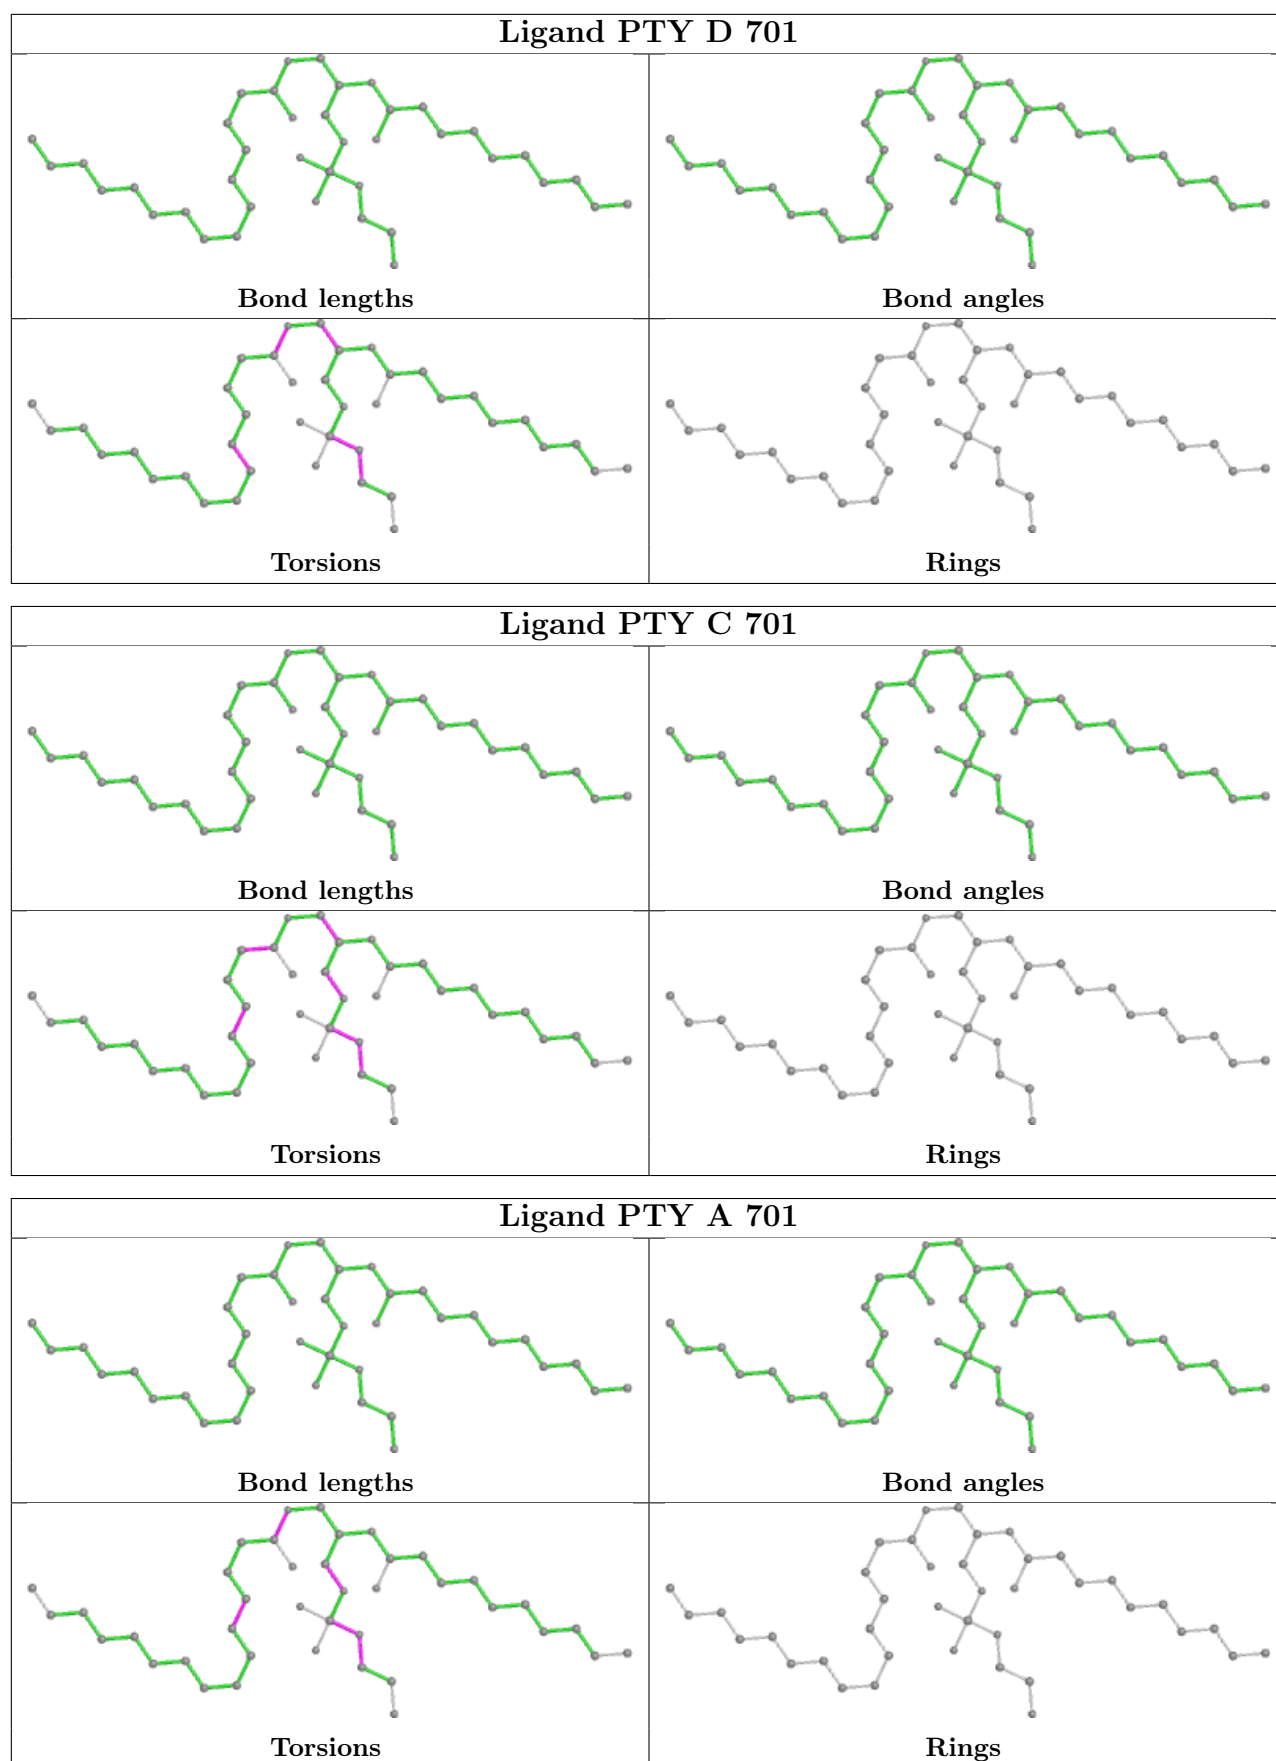 Ligand PTY D 701
Bond lengths
Bond angles
Torsions
Rings
Ligand PTY C 701
Bond lengths
Bond angles
Torsions
Rings
Ligand PTY A 701
Bond lengths
Bond angles
Torsions
Rings